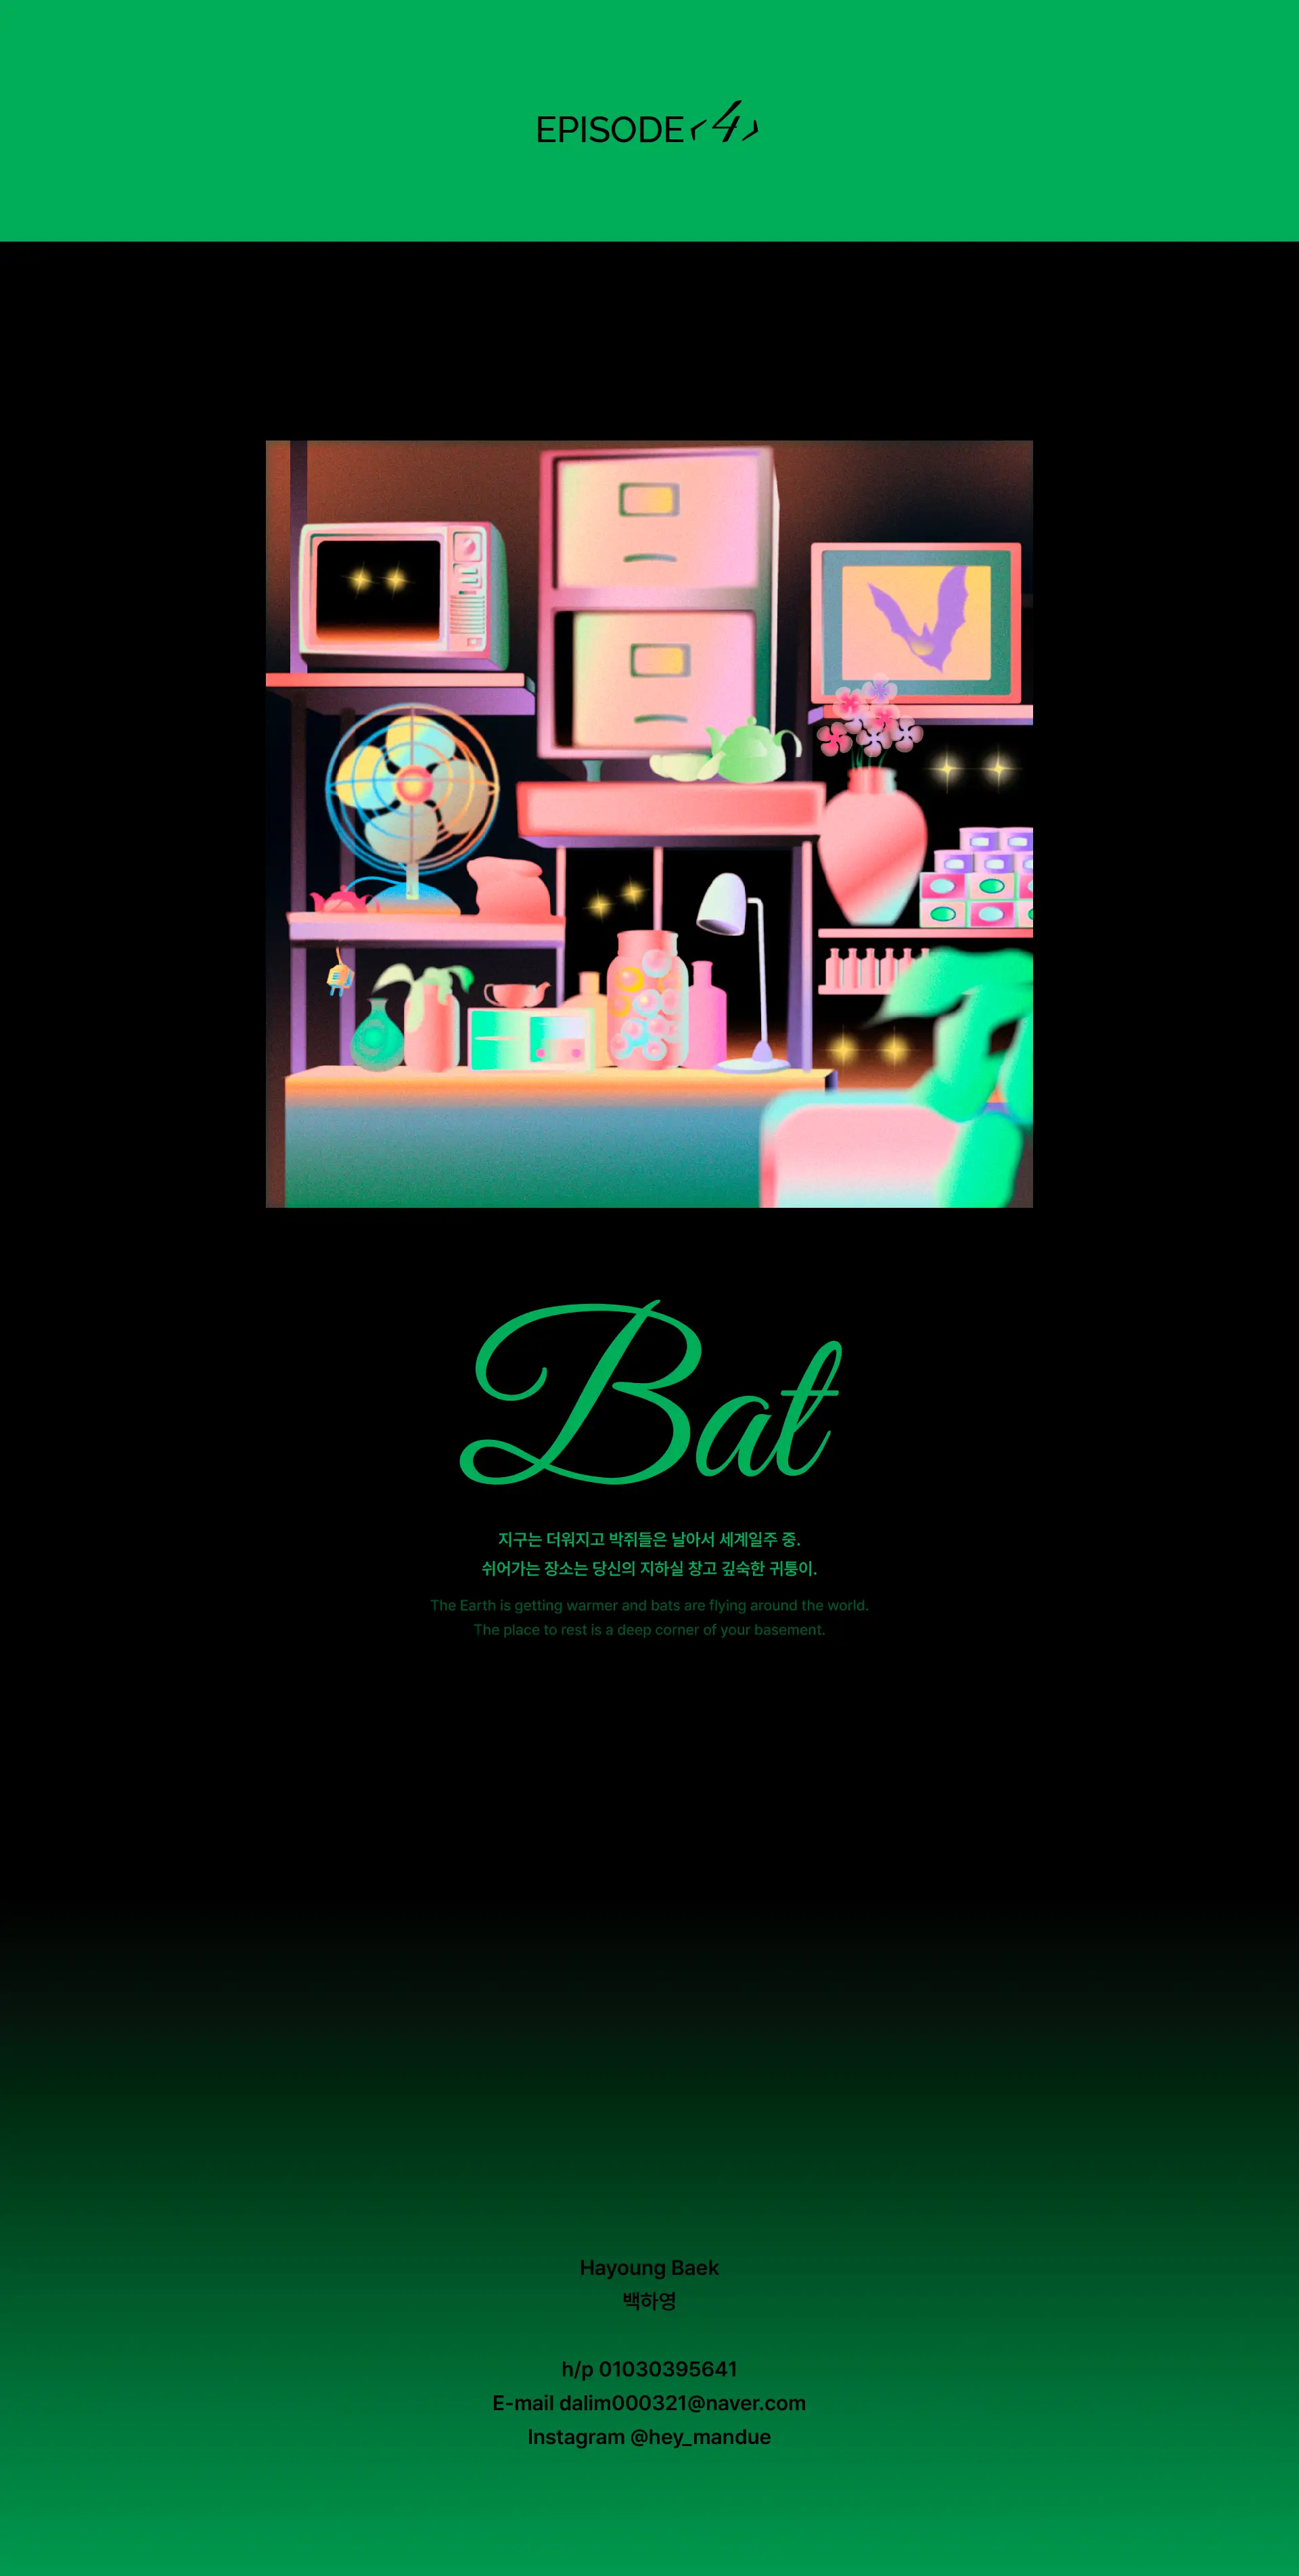 EPISODE <4>
Bat
지구는 더워지고 박쥐들은 날아서 세계일주 중.
쉬어가는 장소는 당신의 지하실 창고 깊숙한 귀퉁이.
The Earth is getting warmer and bats are flying around the world.
The place to rest is a deep corner of your basement.
Hayoung Baek
백하영
h/p 01030395641
E-mail dalim000321@naver.com
Instagram @hey_mandue